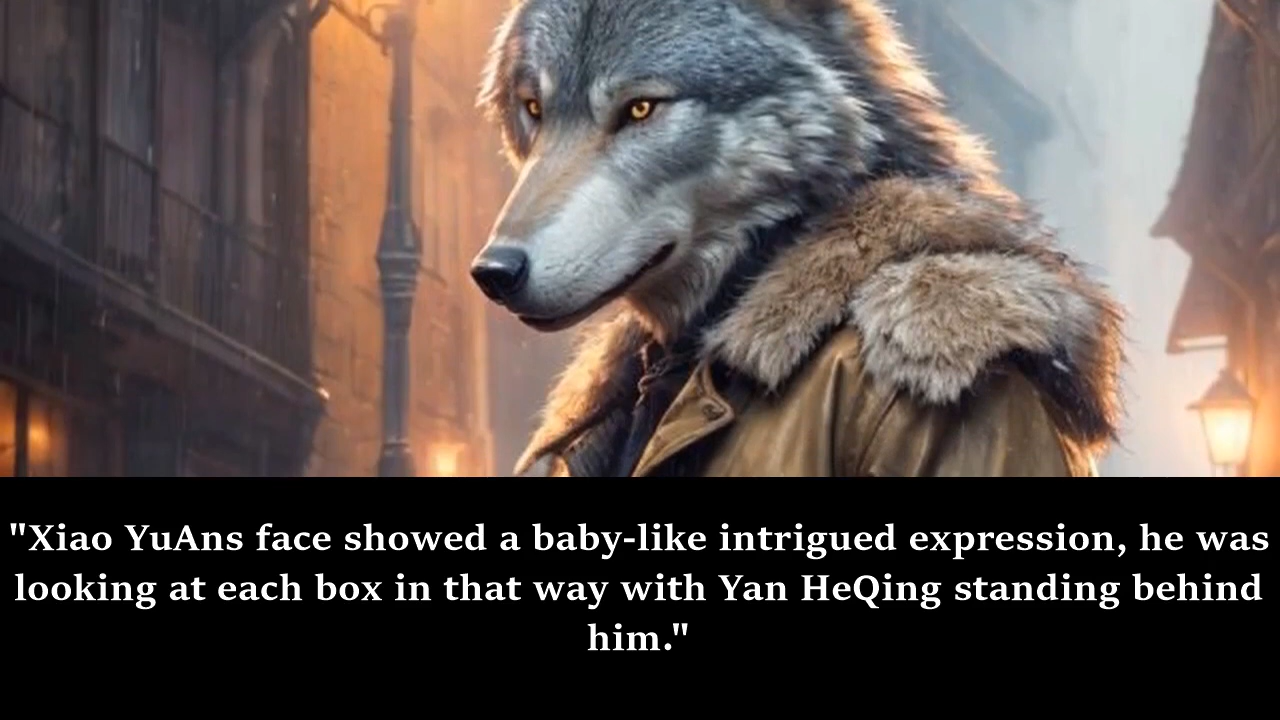 "Xiao YuAns face showed a baby-like intrigued expression, he was
looking at each box in that way with Yan HeQing standing behind
him."